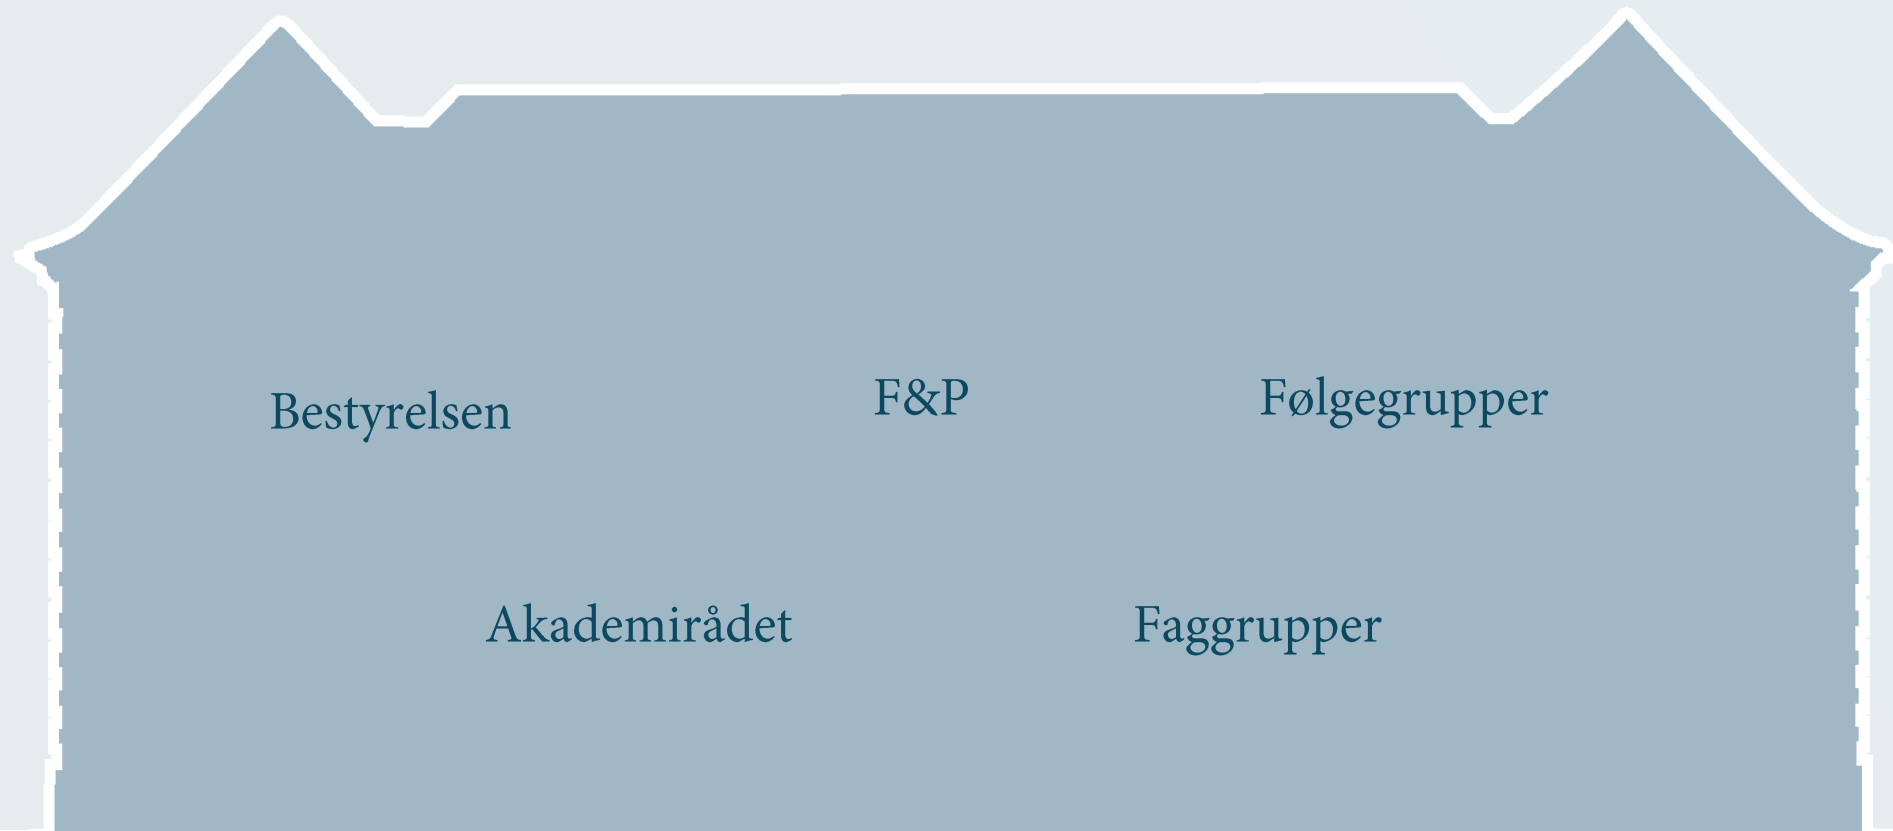 Bestyrelsen
F&P
Følgegrupper
Akademirådet
Faggrupper